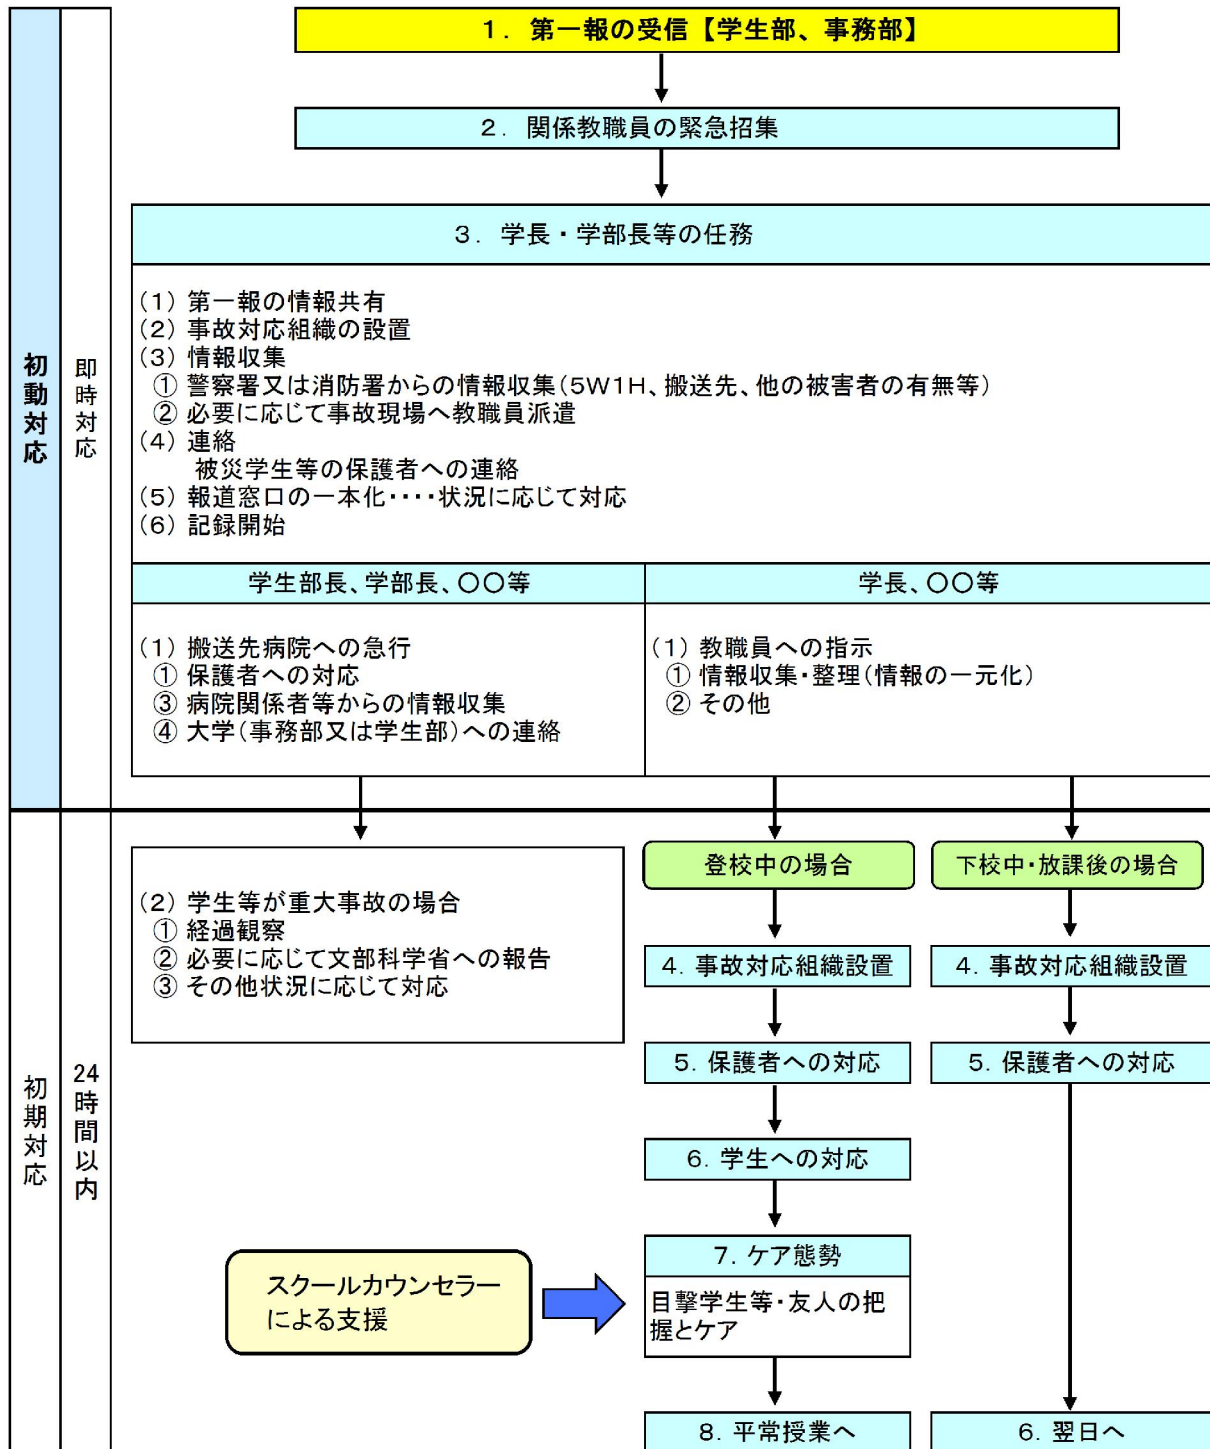 1. 第一報の受信【学生部、事務部】
2. 関係教職員の緊急招集
3. 学長・学部長等の任務
(1) 第一報の情報共有
(2) 事故対応組織の設置
(3) 情報収集
① 警察署又は消防署からの情報収集(5W1H、搬送先、他の被害者の有無等)
② 必要に応じて事故現場へ教職員派遣
(4) 連絡
被災学生等の保護者への連絡
(5) 報道窓口の一本化‥‥状況に応じて対応
(6) 記録開始
初動対応
即時対応
学生部長、学部長、○○等
(1) 搬送先病院への急行
① 保護者への対応
③ 病院関係者等からの情報収集
④ 大学(事務部又は学生部)への連絡
学長、○○等
(1) 教職員への指示
① 情報収集・整理(情報の一元化)
② その他
初期対応
24時間以内
(2) 学生等が重大事故の場合
① 経過観察
② 必要に応じて文部科学省への報告
③ その他状況に応じて対応
登校中の場合
4. 事故対応組織設置
5. 保護者への対応
6. 学生への対応
7. ケア態勢
目撃学生等・友人の把
握とケア
8. 平常授業へ
スクールカウンセラー
による支援
下校中・放課後の場合
4. 事故対応組織設置
5. 保護者への対応
6. 翌日へ